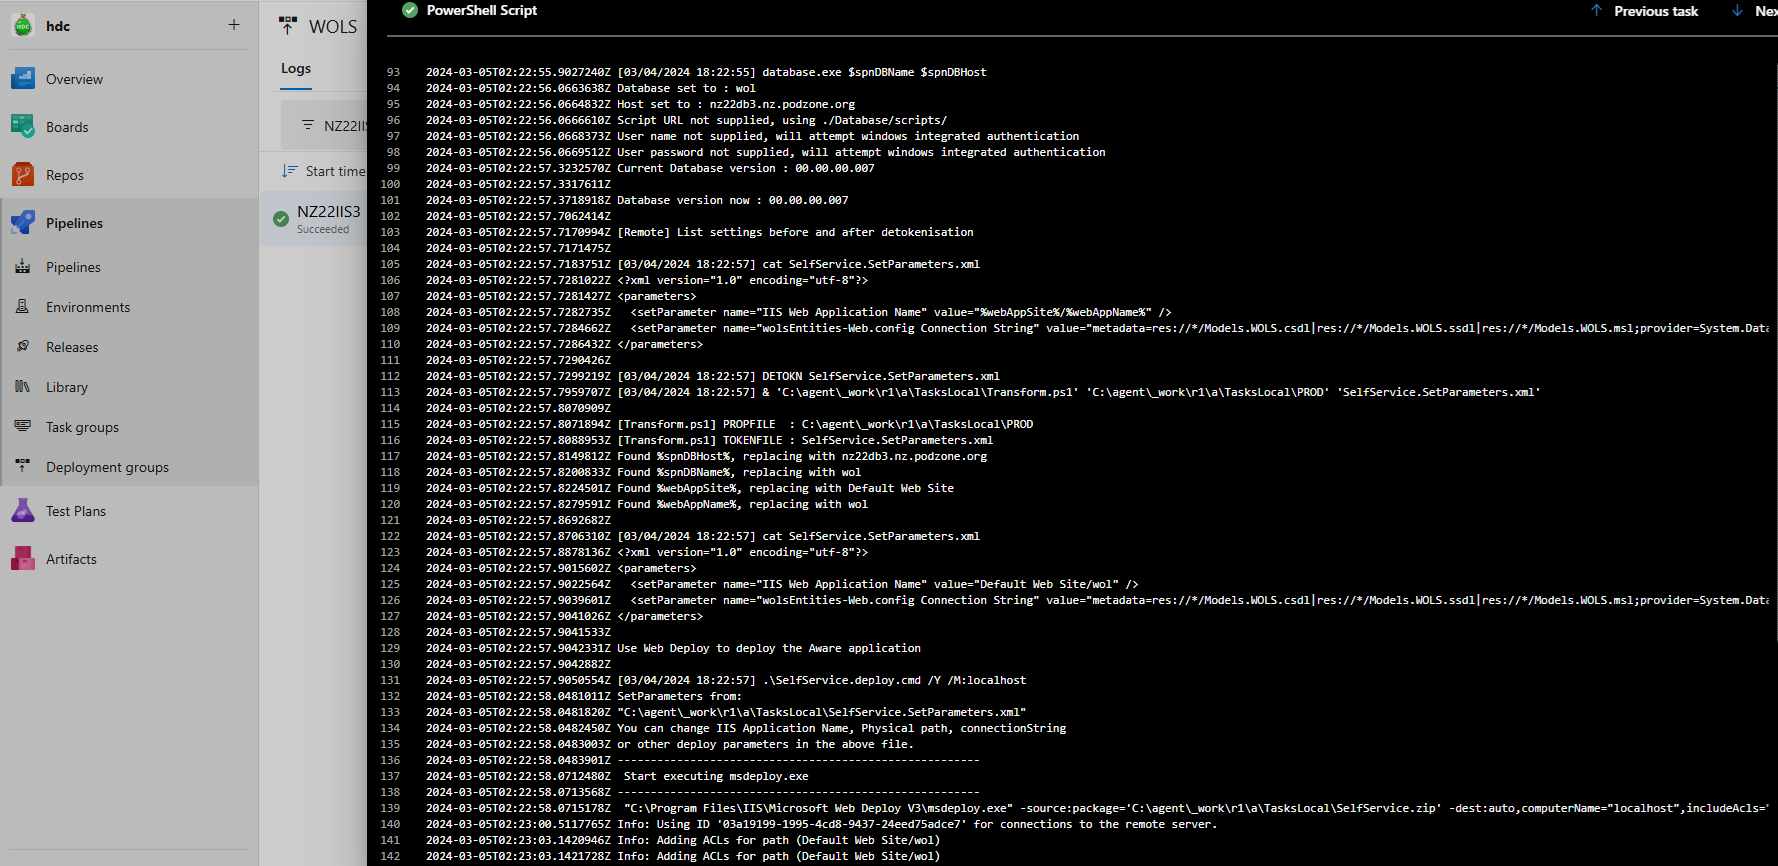 hdc
+
Overview
Boards
Repos
Pipelines
Pipelines
Environments
Releases
Library
Task groups
Deployment groups
Test Plans
Artifacts
WOLS
Logs
NZ22IIS
Start time
NZ22IIS3
Succeeded
PowerShell Script
Previous task
Nex
93 2024-03-05T02:22:55.9027240Z [03/04/2024 18:22:55] database.exe $spnDBName $spnDBHost
94 2024-03-05T02:22:56.0663638Z Database set to : wol
95 2024-03-05T02:22:56.0664832Z Host set to : nz22db3.nz.podzone.org
96 2024-03-05T02:22:56.0666610Z Script URL not supplied, using ./Database/scripts/
97 2024-03-05T02:22:56.0668373Z User name not supplied, will attempt windows integrated authentication
98 2024-03-05T02:22:56.0669512Z User password not supplied, will attempt windows integrated authentication
99 2024-03-05T02:22:57.3232570Z Current Database version : 00.00.00.007
100 2024-03-05T02:22:57.3317611Z
101 2024-03-05T02:22:57.3718918Z Database version now : 00.00.00.007
102 2024-03-05T02:22:57.7062414Z
103 2024-03-05T02:22:57.7170994Z [Remote] List settings before and after detokenisation
104 2024-03-05T02:22:57.7171475Z
105 2024-03-05T02:22:57.7183751Z [03/04/2024 18:22:57] cat SelfService.SetParameters.xml
106 2024-03-05T02:22:57.7281022Z <?xml version="1.0" encoding="utf-8"?>
107 2024-03-05T02:22:57.7281427Z <parameters>
108 2024-03-05T02:22:57.7282735Z   <setParameter name="IIS Web Application Name" value="%webAppSite%/%webAppName%" />
109 2024-03-05T02:22:57.7284662Z   <setParameter name="wolsEntities-Web.config Connection String" value="metadata=res://*/Models.WOLS.csdl|res://*/Models.WOLS.ssdl|res://*/Models.WOLS.msl;provider=System.Data
110 2024-03-05T02:22:57.7286432Z </parameters>
111 2024-03-05T02:22:57.7290426Z
112 2024-03-05T02:22:57.7299219Z [03/04/2024 18:22:57] DETOKN SelfService.SetParameters.xml
113 2024-03-05T02:22:57.7959707Z [03/04/2024 18:22:57] & 'C:\agent\_work\r1\a\TasksLocal\Transform.ps1' 'C:\agent\_work\r1\a\TasksLocal\PROD' 'SelfService.SetParameters.xml'
114 2024-03-05T02:22:57.8070909Z
115 2024-03-05T02:22:57.8071894Z [Transform.ps1] PROPFILE  : C:\agent\_work\r1\a\TasksLocal\PROD
116 2024-03-05T02:22:57.8088953Z [Transform.ps1] TOKENFILE : SelfService.SetParameters.xml
117 2024-03-05T02:22:57.8149812Z Found %spnDBHost%, replacing with nz22db3.nz.podzone.org
118 2024-03-05T02:22:57.8200833Z Found %spnDBName%, replacing with wol
119 2024-03-05T02:22:57.8224501Z Found %webAppSite%, replacing with Default Web Site
120 2024-03-05T02:22:57.8279591Z Found %webAppName%, replacing with wol
121 2024-03-05T02:22:57.8692682Z
122 2024-03-05T02:22:57.8706310Z [03/04/2024 18:22:57] cat SelfService.SetParameters.xml
123 2024-03-05T02:22:57.8878136Z <?xml version="1.0" encoding="utf-8"?>
124 2024-03-05T02:22:57.9015602Z <parameters>
125 2024-03-05T02:22:57.9022564Z   <setParameter name="IIS Web Application Name" value="Default Web Site/wol" />
126 2024-03-05T02:22:57.9039601Z   <setParameter name="wolsEntities-Web.config Connection String" value="metadata=res://*/Models.WOLS.csdl|res://*/Models.WOLS.ssdl|res://*/Models.WOLS.msl;provider=System.Data
127 2024-03-05T02:22:57.9041026Z </parameters>
128 2024-03-05T02:22:57.9041533Z
129 2024-03-05T02:22:57.9042331Z Use Web Deploy to deploy the Aware application
130 2024-03-05T02:22:57.9042882Z
131 2024-03-05T02:22:57.9050554Z [03/04/2024 18:22:57] .\SelfService.deploy.cmd /Y /M:localhost
132 2024-03-05T02:22:58.0481011Z SetParameters from:
133 2024-03-05T02:22:58.0481820Z "C:\agent\_work\r1\a\TasksLocal\SelfService.SetParameters.xml"
134 2024-03-05T02:22:58.0482450Z You can change IIS Application Name, Physical path, connectionString
135 2024-03-05T02:22:58.0483003Z or other deploy parameters in the above file.
136 2024-03-05T02:22:58.0483901Z -------------------------------------------------------
137 2024-03-05T02:22:58.0712480Z  Start executing msdeploy.exe
138 2024-03-05T02:22:58.0713568Z -------------------------------------------------------
139 2024-03-05T02:22:58.0715178Z  "C:\Program Files\IIS\Microsoft Web Deploy V3\msdeploy.exe" -source:package='C:\agent\_work\r1\a\TasksLocal\SelfService.zip' -dest:auto,computerName="localhost",includeAcls="
140 2024-03-05T02:23:00.5117765Z Info: Using ID '03a19199-1995-4cd8-9437-24eed75adce7' for connections to the remote server.
141 2024-03-05T02:23:03.1420946Z Info: Adding ACLs for path (Default Web Site/wol)
142 2024-03-05T02:23:03.1421728Z Info: Adding ACLs for path (Default Web Site/wol)